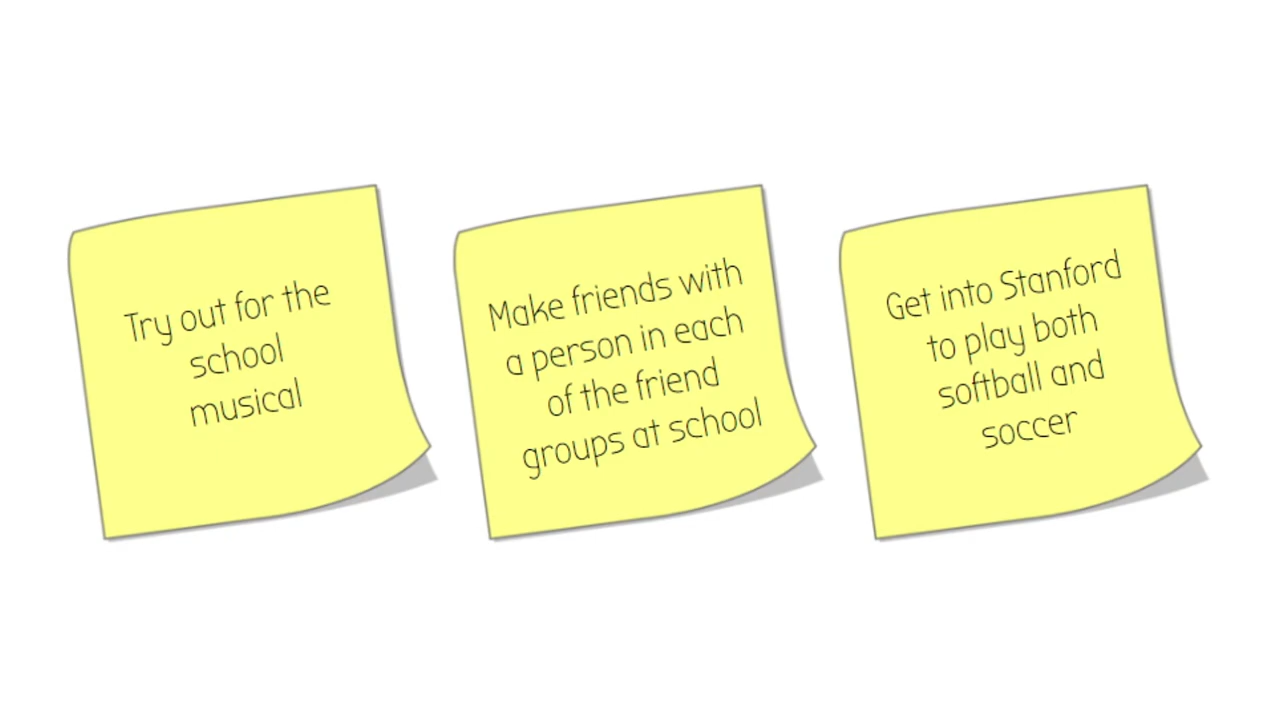 Try out for the
school
musical
Make friends with
a person in each
of the friend
groups at school
Get into Stanford
to play both
softball and
soccer